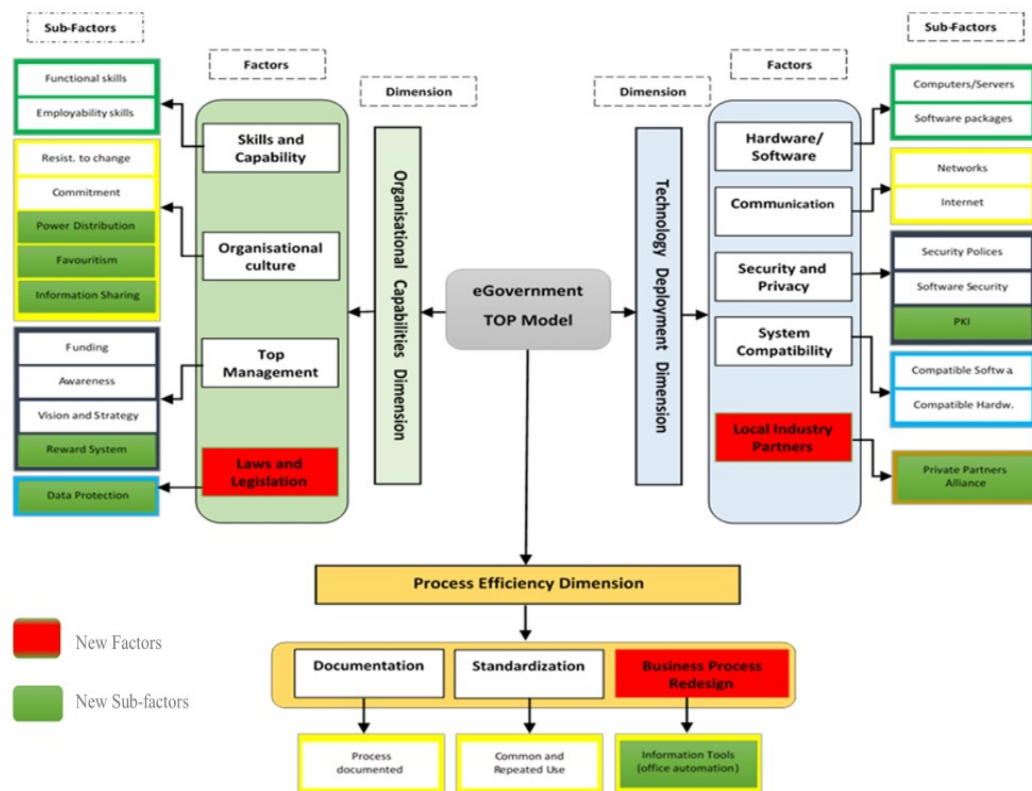 Sub-Factors
Factors
Dimension
Functional skills
Employability skills
Resist. to change
Commitment
Power Distribution
Favouritism
Information Sharing
Funding
Awareness
Vision and Strategy
Reward System
Data Protection
Skills and
Capability
Organisational
culture
Top
Management
Laws and
Legislation
Organisational Capabilities Dimension
eGovernment
TOP Model
Dimension
Factors
Sub-Factors
Technology Deployment Dimension
Hardware/
Software
Communication
Security and
Privacy
System
Compatibility
Local Industry
Partners
Computers/Servers
Software packages
Networks
Internet
Security Polices
Software Security
PKI
Compatible Softwa
Compatible Hardw.
Private Partners
Alliance
Process Efficiency Dimension
Documentation
Standardization
Business Process
Redesign
Process
documented
Common and
Repeated Use
Information Tools
(office automation)
New Factors
New Sub-factors